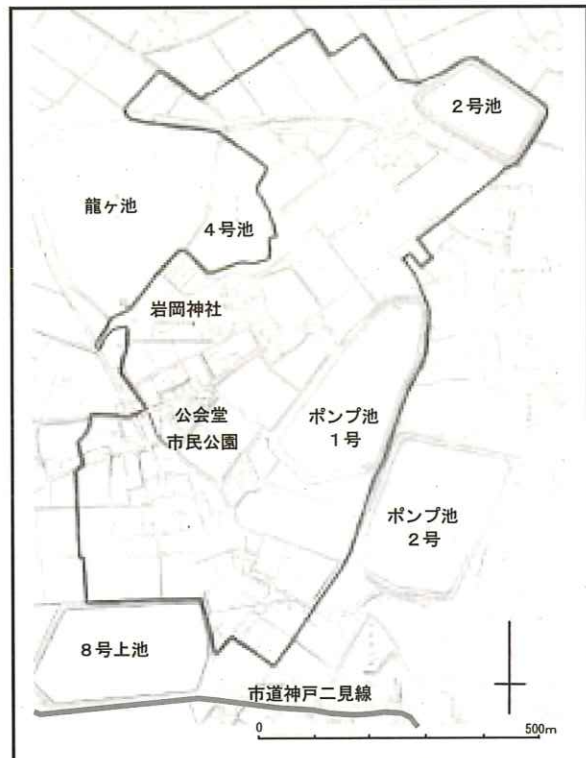 2号池
龍ヶ池
4号池
岩岡神社
公会堂
市民公園
ポンプ池
1号
ポンプ池
2号
8号上池
市道神戸二見線
0
500m